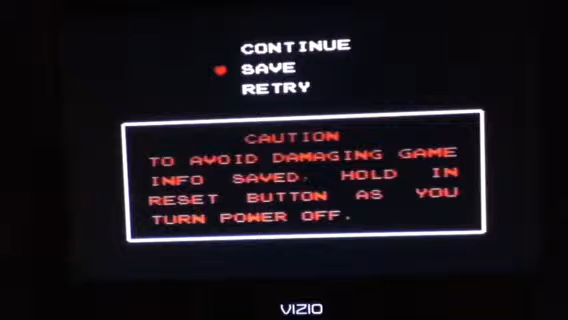 CONTINUE
SAVE
RETRY
CAUTION
TO AVOID DAMAGING GAME
INFO SAVED, HOLD IN
RESET BUTTON AS YOU
TURN POWER OFF.
VIZIO